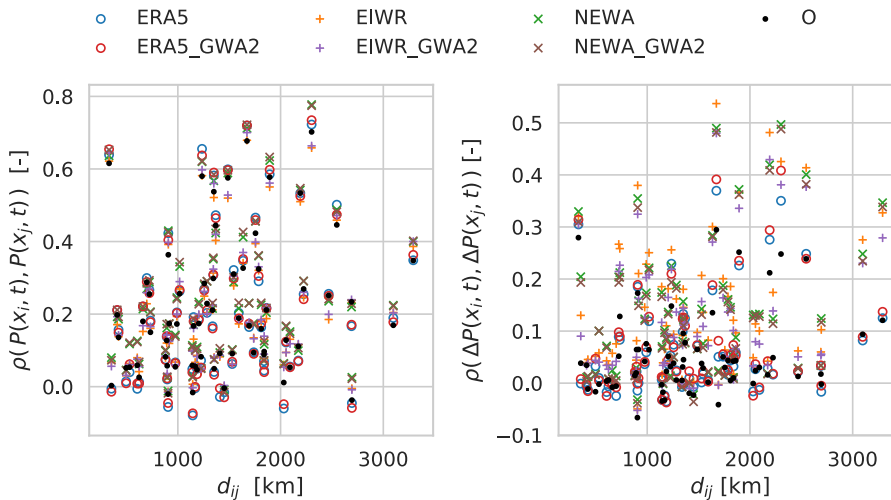 ERA5 EIWR NEWA O
ERA5_GWA2 EIWR_GWA2 NEWA_GWA2
ρ( P(xᵢ, t), P(xⱼ, t)) [-]
0.8
0.6
0.4
0.2
0.0
1000 2000 3000
dᵢⱼ [km]
ρ( ΔP(xᵢ, t), ΔP(xⱼ, t)) [-]
0.5
0.4
0.3
0.2
0.1
0.0
−0.1
1000 2000 3000
dᵢⱼ [km]